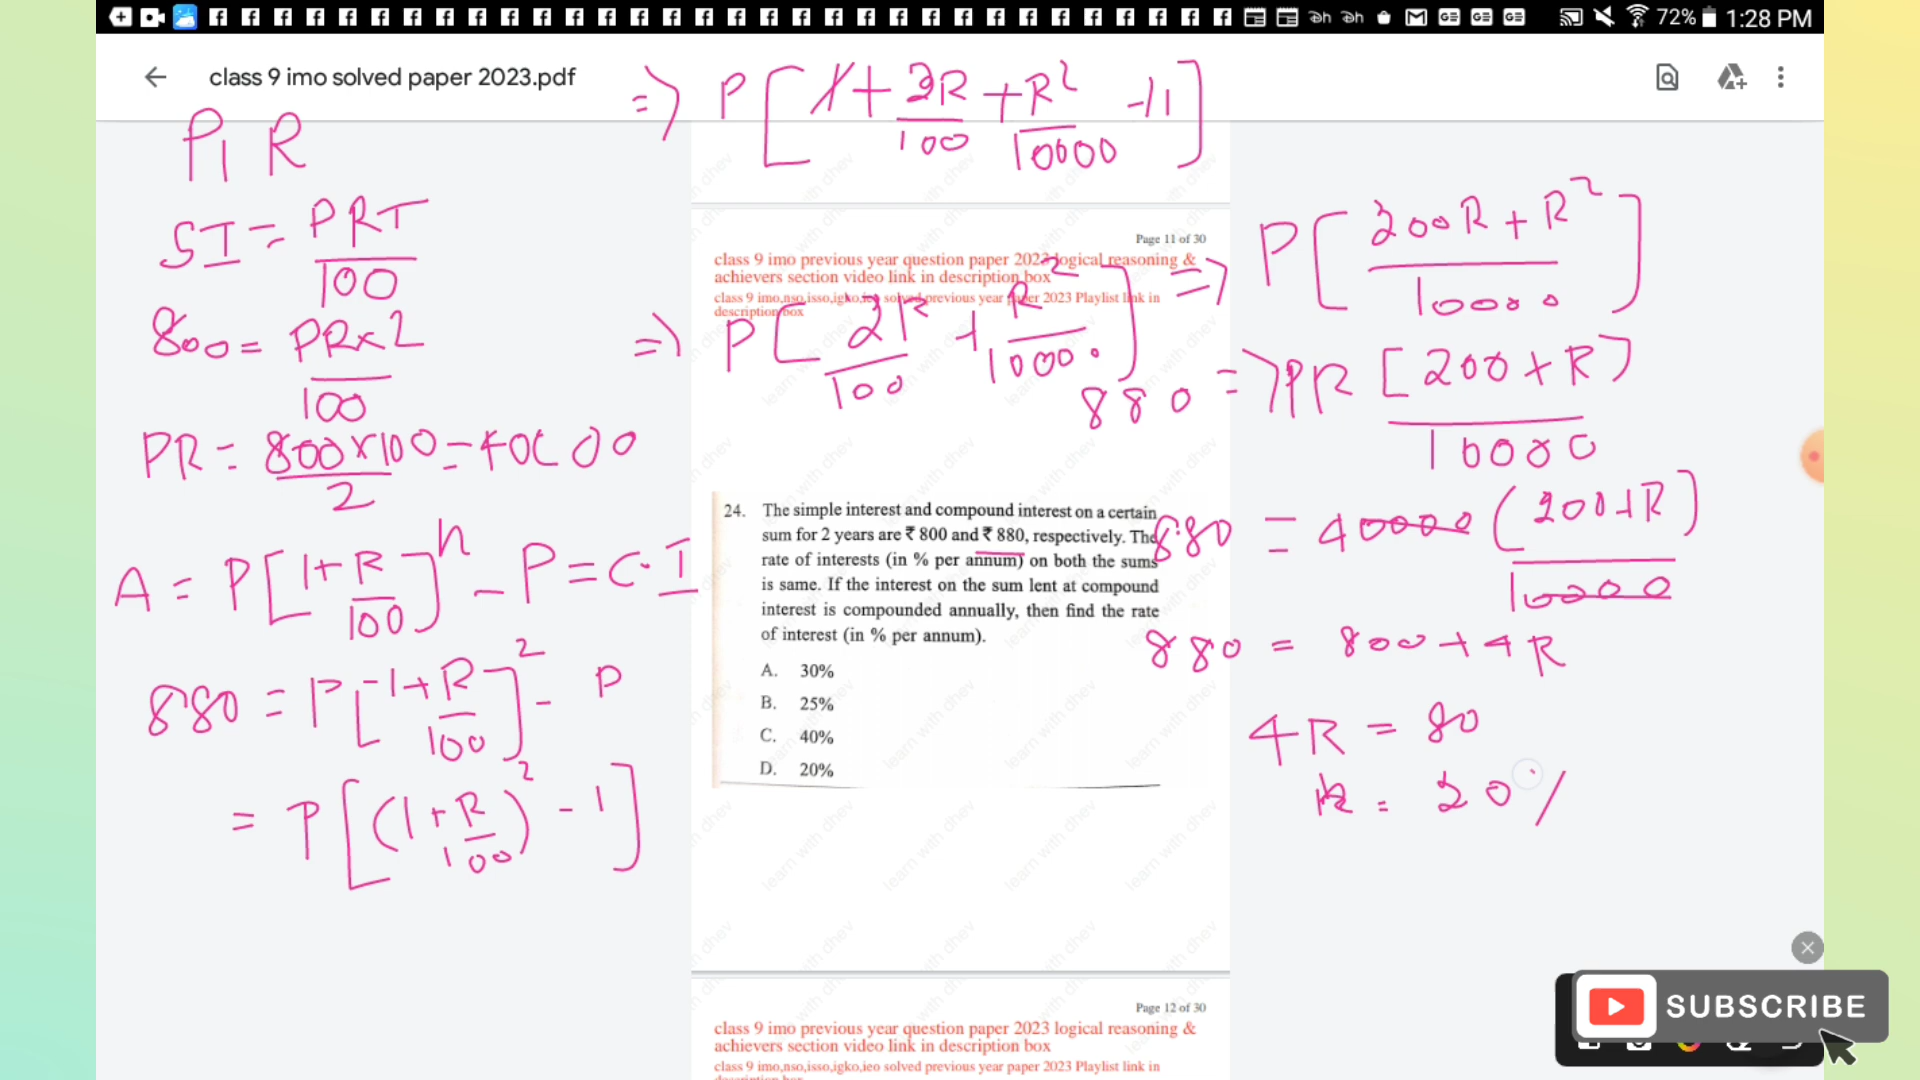 72% 1:28 PM
class 9 imo solved paper 2023.pdf
P, R
SI = PRT/100
800 = PR×2/100
PR = 800×100/2 = 40000
A = P[1+R/100]^n - P = C.I
880 = P[1+R/100]^2 - P
= P[(1+R/100)^2 - 1]
=> P[1+2R/100+R^2/10000 -1]
=> P[2R/100 + R^2/10000]
=> P[200R+R^2/10000]
880 => PR[200+R]/10000
880 = 40000(200+R)/10000
880 = 800+4R
4R = 80
R = 20%
Page 11 of 30
class 9 imo previous year question paper 2023 logical reasoning &
achievers section video link in description box
class 9 imo,nso,isso,igko,ieo solved previous year paper 2023 Playlist link in
description box
24. The simple interest and compound interest on a certain
sum for 2 years are ₹ 800 and ₹ 880, respectively. The
rate of interests (in % per annum) on both the sums
is same. If the interest on the sum lent at compound
interest is compounded annually, then find the rate
of interest (in % per annum).
A. 30%
B. 25%
C. 40%
D. 20%
learn with dhev
Page 12 of 30
class 9 imo previous year question paper 2023 logical reasoning &
achievers section video link in description box
class 9 imo,nso,isso,igko,ieo solved previous year paper 2023 Playlist link in
SUBSCRIBE